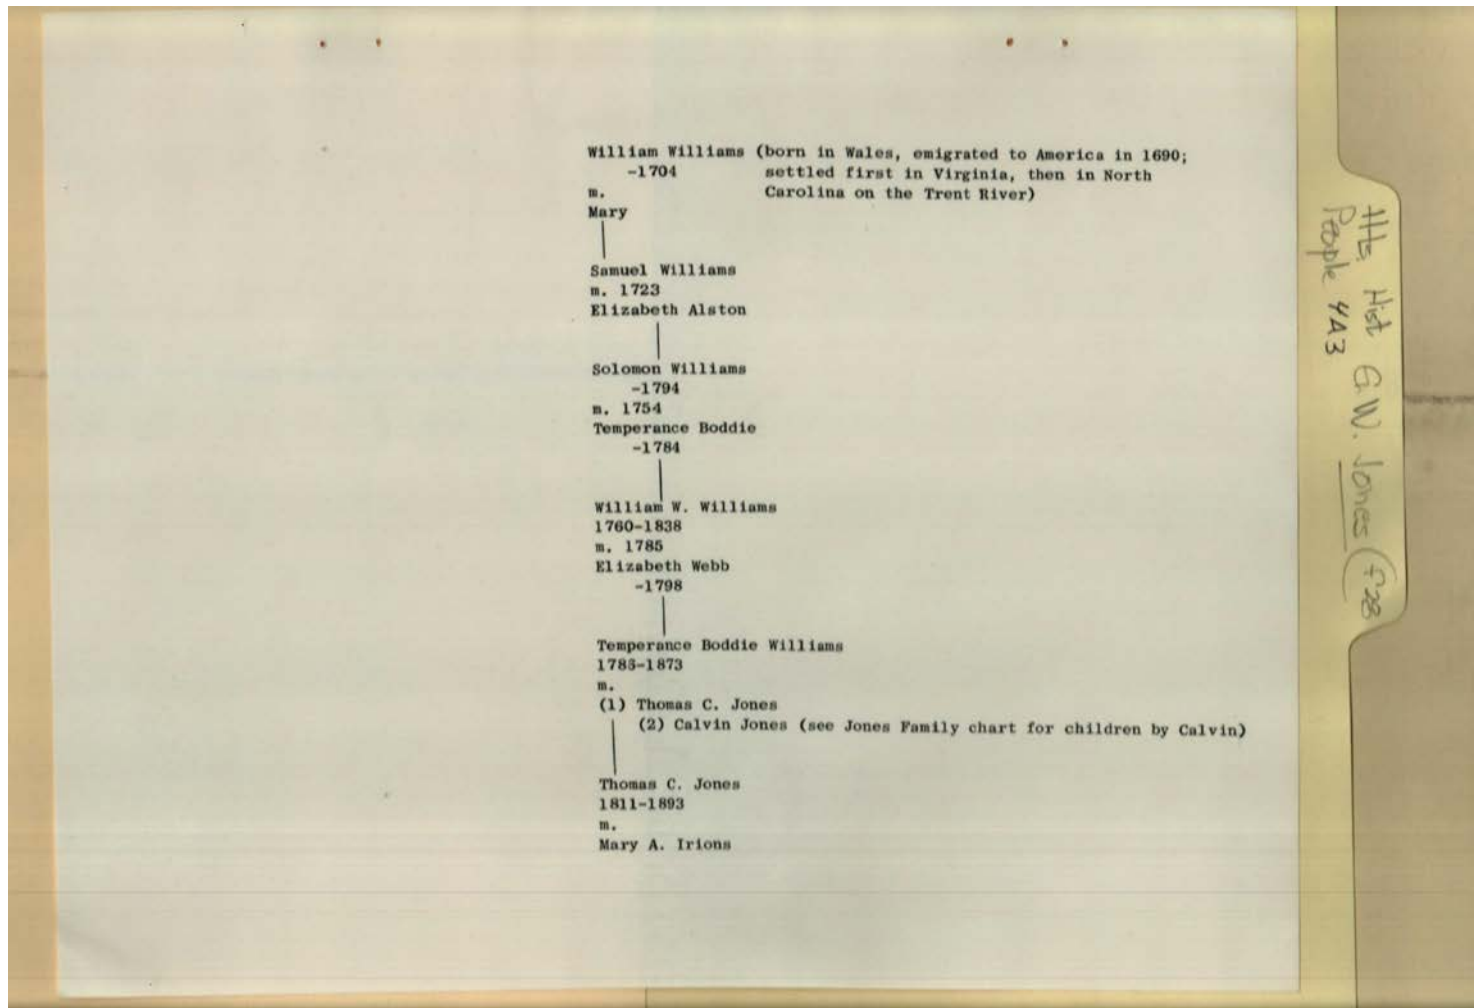 William Williams (born in Wales, emigrated to America in 1690;
-1704 settled first in Virginia, then in North
m. Carolina on the Trent River)
Mary
Samuel Williams
m. 1723
Elizabeth Alston
Solomon Williams
-1794
m. 1754
Temperance Boddie
-1784
William W. Williams
1760-1838
m. 1785
Elizabeth Webb
-1798
Temperance Boddie Williams
1786-1873
m.
(1) Thomas C. Jones
(2) Calvin Jones (see Jones Family chart for children by Calvin)
Thomas C. Jones
1811-1893
m.
Mary A. Irions
Hist G.W. Jones
People 4A3